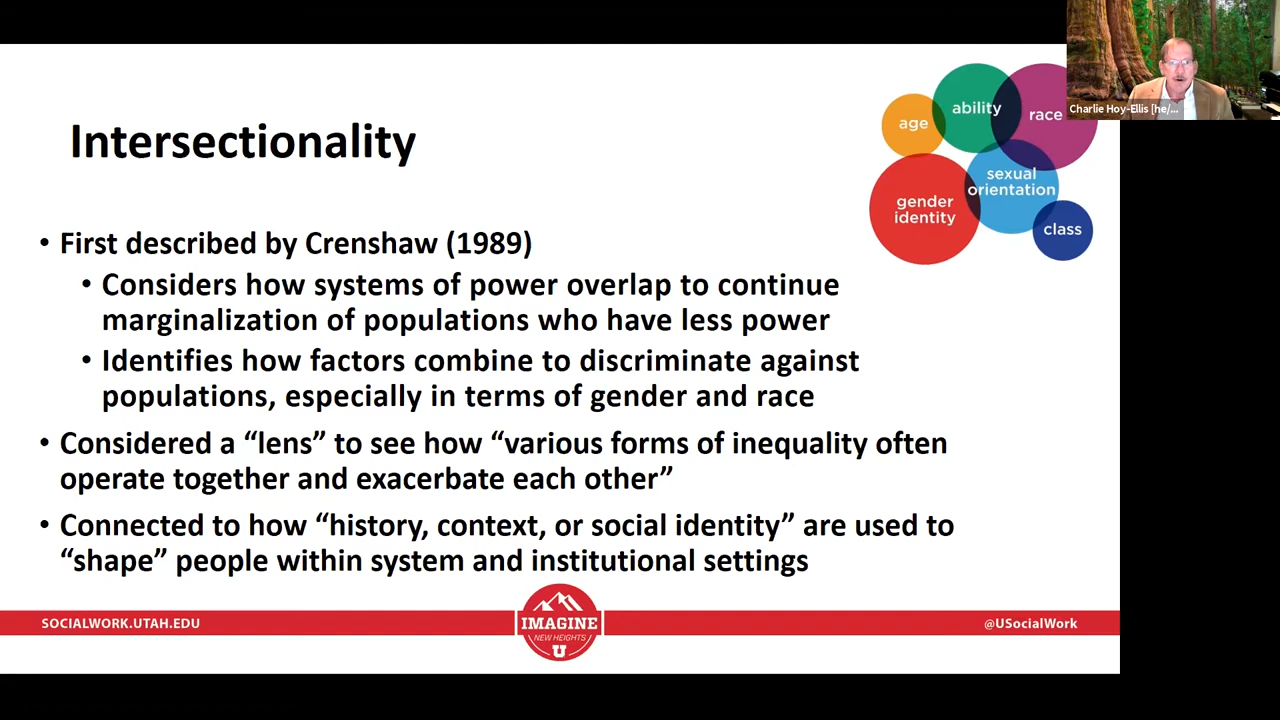 Intersectionality
• First described by Crenshaw (1989)
• Considers how systems of power overlap to continue
marginalization of populations who have less power
• Identifies how factors combine to discriminate against
populations, especially in terms of gender and race
• Considered a “lens” to see how “various forms of inequality often
operate together and exacerbate each other”
• Connected to how “history, context, or social identity” are used to
“shape” people within system and institutional settings
age
ability
race
gender
identity
sexual
orientation
class
Charlie Hoy-Ellis [he/...
SOCIALWORK.UTAH.EDU
IMAGINE
NEW HEIGHTS
U
@USocialWork